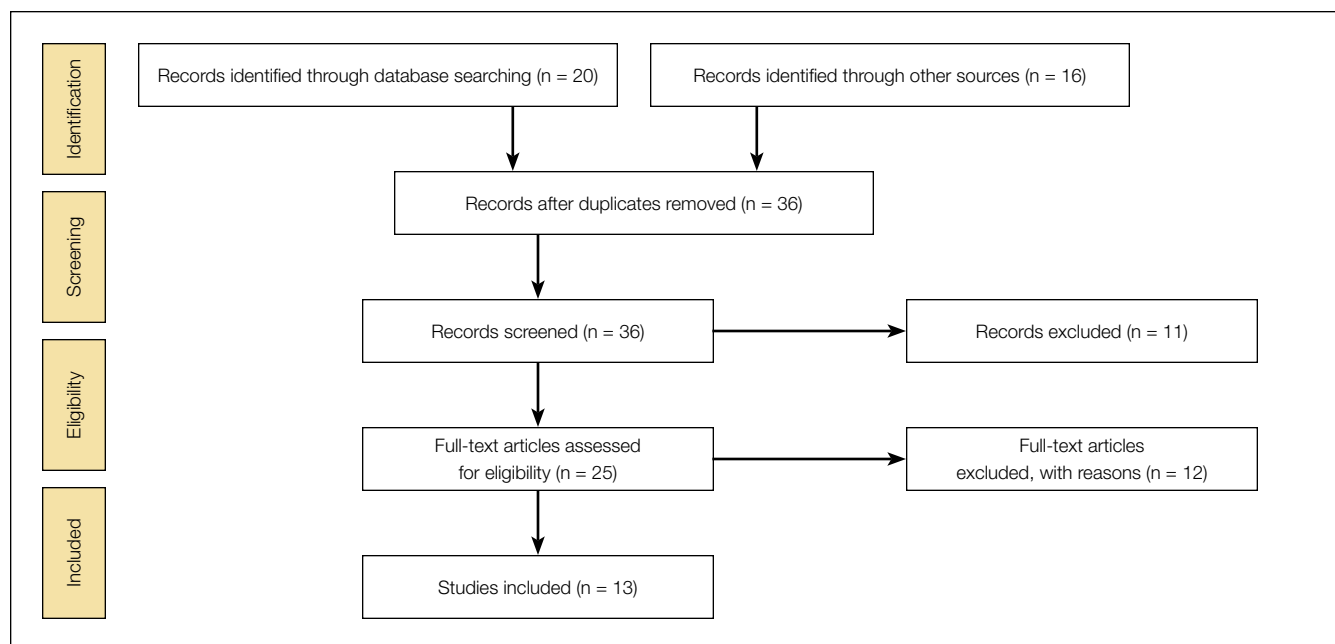 Identification
Records identified through database searching (n = 20)
Records identified through other sources (n = 16)
Records after duplicates removed (n = 36)
Screening
Records screened (n = 36)
Records excluded (n = 11)
Eligibility
Full-text articles assessed
for eligibility (n = 25)
Full-text articles
excluded, with reasons (n = 12)
Included
Studies included (n = 13)